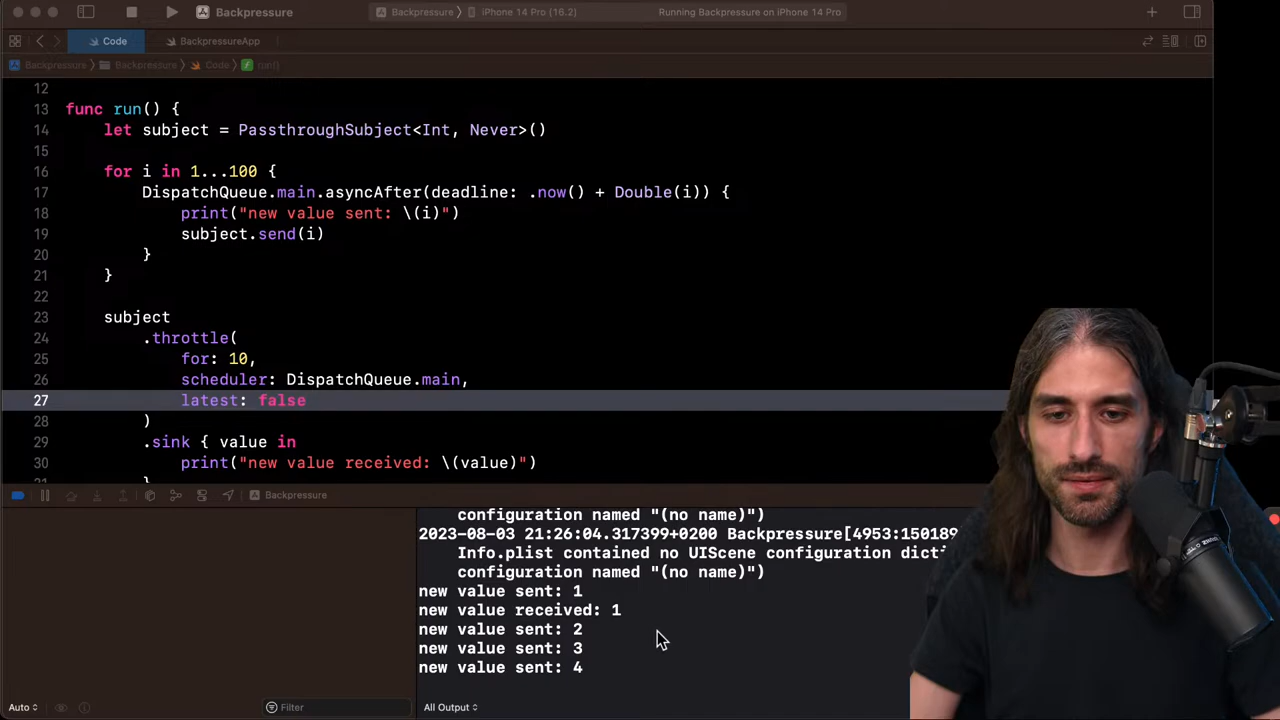 Backpressure
Backpressure
iPhone 14 Pro (16.2)
Running Backpressure on iPhone 14 Pro
Code
BackpressureApp
Backpressure
Backpressure
Code
run()
12
13 func run() {
14 let subject = PassthroughSubject<Int, Never>()
15
16 for i in 1...100 {
17 DispatchQueue.main.asyncAfter(deadline: .now() + Double(i)) {
18 print("new value sent: \(i)")
19 subject.send(i)
20 }
21 }
22
23 subject
24 .throttle(
25 for: 10,
26 scheduler: DispatchQueue.main,
27 latest: false
28 )
29 .sink { value in
30 print("new value received: \(value)")
Backpressure
configuration named "(no name)")
2023-08-03 21:26:04.317399+0200 Backpressure[4953:150189
Info.plist contained no UIScene configuration dicti
configuration named "(no name)")
new value sent: 1
new value received: 1
new value sent: 2
new value sent: 3
new value sent: 4
Auto
Filter
All Output